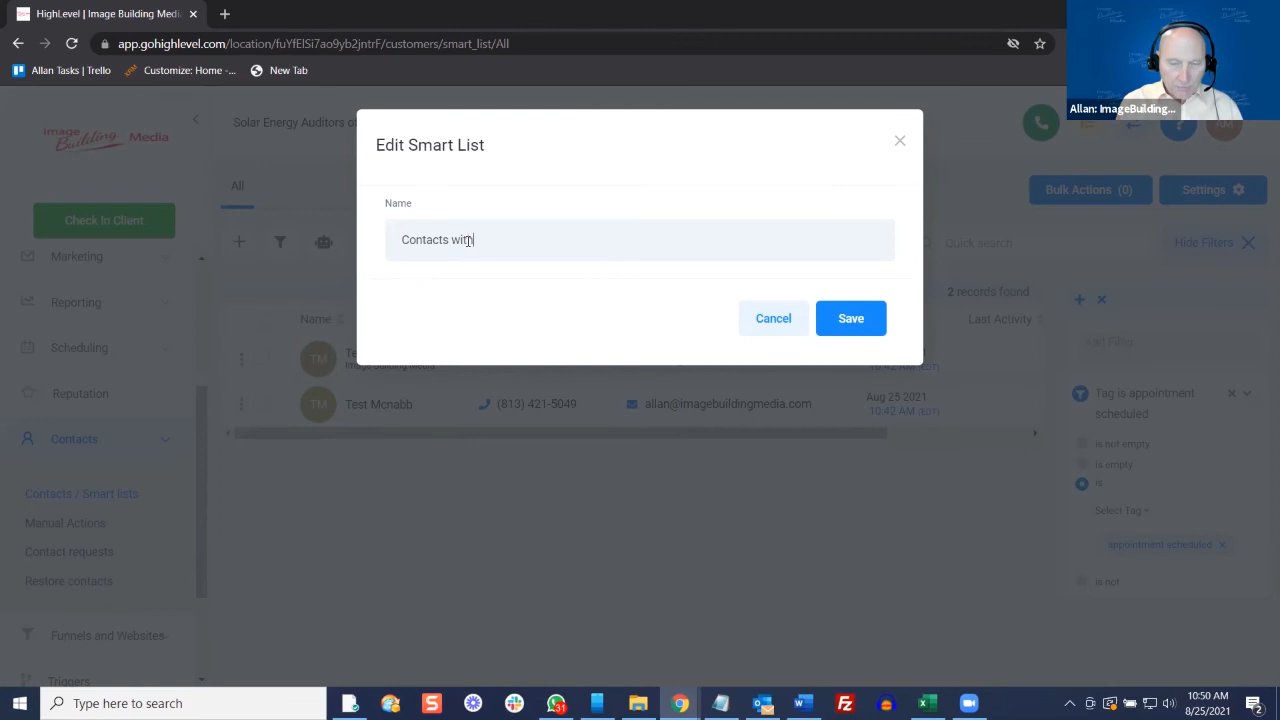 HighLevel | Image Building Medi
app.gohighlevel.com/location/fuYfElSi7ao9yb2jntrF/customers/smart_list/All
Allan Tasks | Trello
Customize: Home -...
New Tab
Allan: ImageBuilding...
Image Building Media
Solar Energy Auditors of
Edit Smart List
All
Bulk Actions (0)
Settings
Name
Check In Client
Contacts with
Quick search
Hide Filters
Marketing
2 records found
Reporting
Name
Last Activity
Cancel
Save
Add Filter
Scheduling
TM
Image Building Media
10:42 AM (EDT)
Reputation
TM
Test Mcnabb
(813) 421-5049
allan@imagebuildingmedia.com
Aug 25 2021
10:42 AM (EDT)
Tag is appointment
scheduled
Contacts
is not empty
is empty
is
Contacts / Smart lists
Select Tag
Manual Actions
Contact requests
appointment scheduled
Restore contacts
is not
Funnels and Websites
Triggers
Type here to search
31
10:50 AM
8/25/2021
2